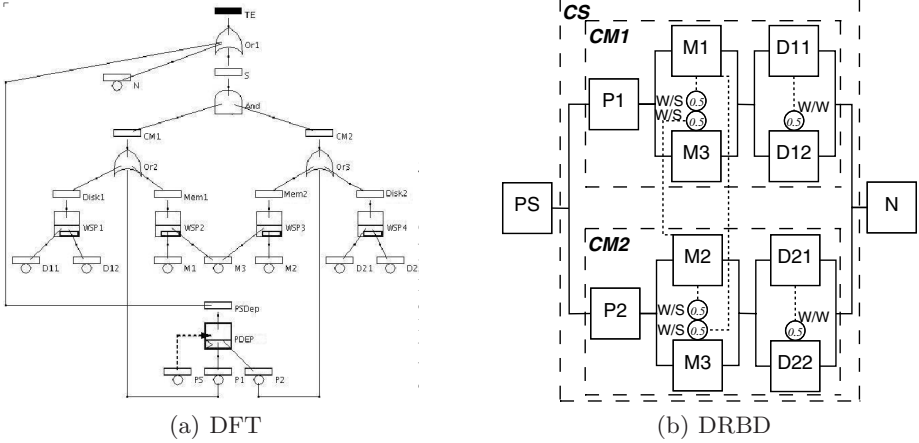 TE
Or1
N
S
And
CM1
CM2
Or2
Or3
Disk1
Mem1
Mem2
Disk2
WSP1
WSP2
WSP3
WSP4
D11
D12
M1
M3
M2
D21
D2
PSDep
PDEP
PS
P1
P2
(a) DFT
CS
CM1
M1
D11
P1
W/S
0.5
W/S
0.5
W/W
0.5
M3
D12
PS
N
CM2
M2
D21
P2
W/S
0.5
W/S
0.5
W/W
0.5
M3
D22
(b) DRBD